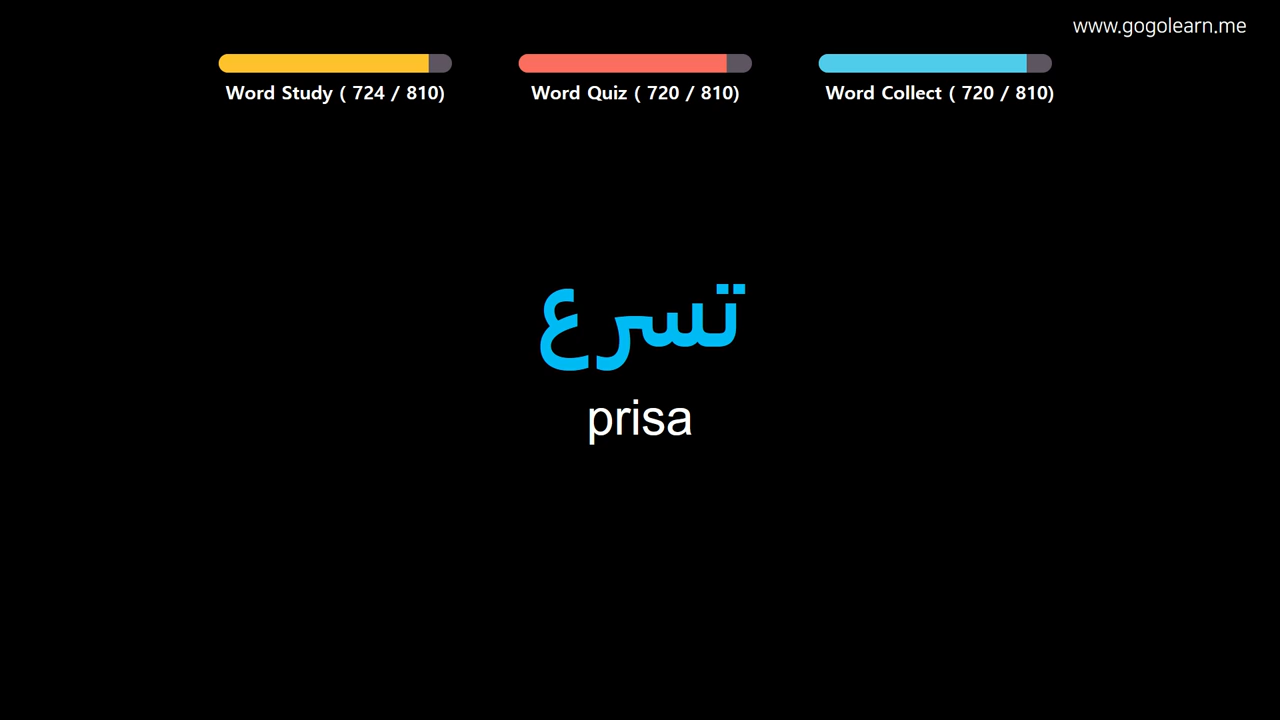 www.gogolearn.me
Word Study ( 724 / 810)
Word Quiz ( 720 / 810)
Word Collect ( 720 / 810)
تسرع
prisa